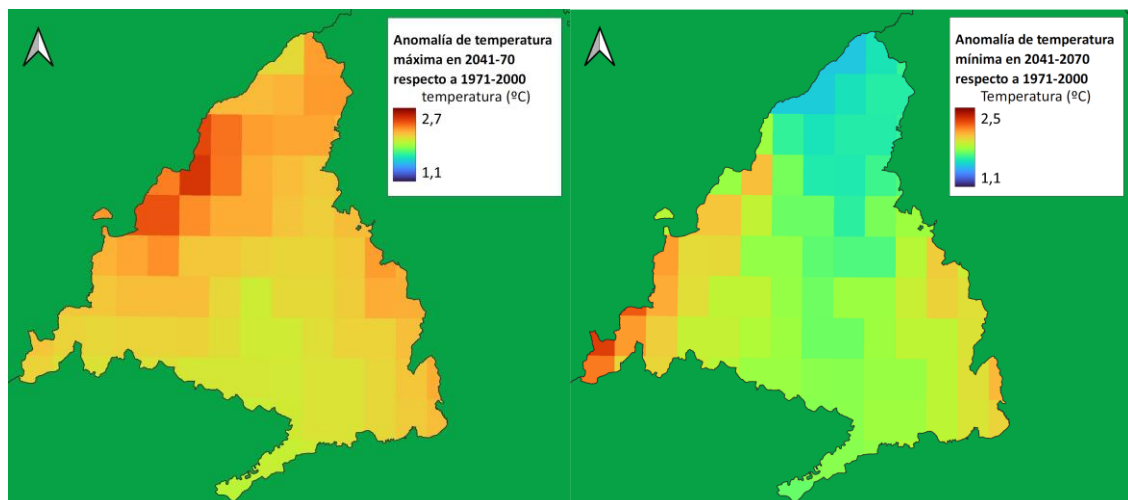 Anomalía de temperatura
máxima en 2041-70
respecto a 1971-2000
temperatura (ºC)
2,7
1,1
Anomalía de temperatura
mínima en 2041-2070
respecto a 1971-2000
Temperatura (ºC)
2,5
1,1